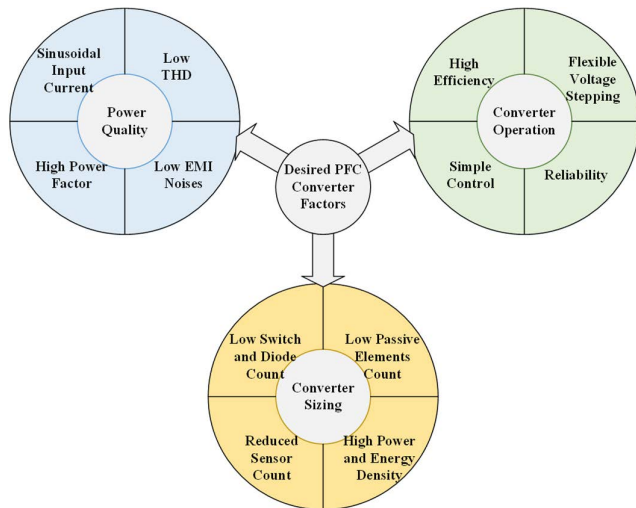 Sinusoidal
Input
Current
Low
THD
Power
Quality
High Power
Factor
Low EMI
Noises
High
Efficiency
Flexible
Voltage
Stepping
Converter
Operation
Simple
Control
Reliability
Desired PFC
Converter
Factors
Low Switch
and Diode
Count
Low Passive
Elements
Count
Converter
Sizing
Reduced
Sensor
Count
High Power
and Energy
Density